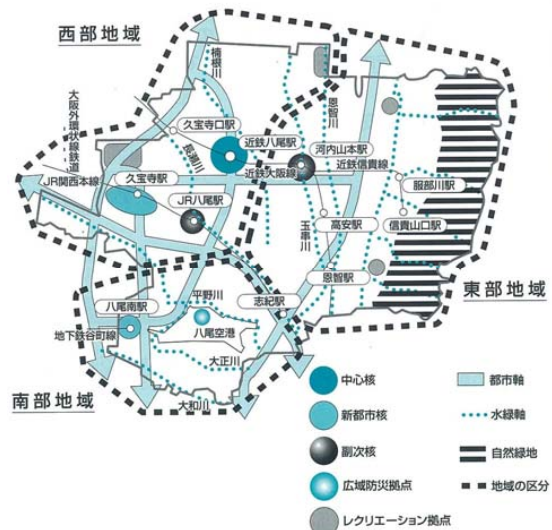 西部地域
楠根川
大阪外環状線鉄道
久宝寺口駅
恩智川
近鉄八尾駅
河内山本駅
長瀬川
JR関西本線
久宝寺駅
近鉄大阪線
近鉄信貴線
JR八尾駅
服部川駅
玉串川
高安駅
信貴山口駅
恩智駅
平野川
志紀駅
東部地域
八尾南駅
八尾空港
地下鉄谷町線
大正川
南部地域
大和川
中心核
都市軸
新都市核
水緑軸
副次核
自然緑地
広域防災拠点
地域の区分
レクリエーション拠点